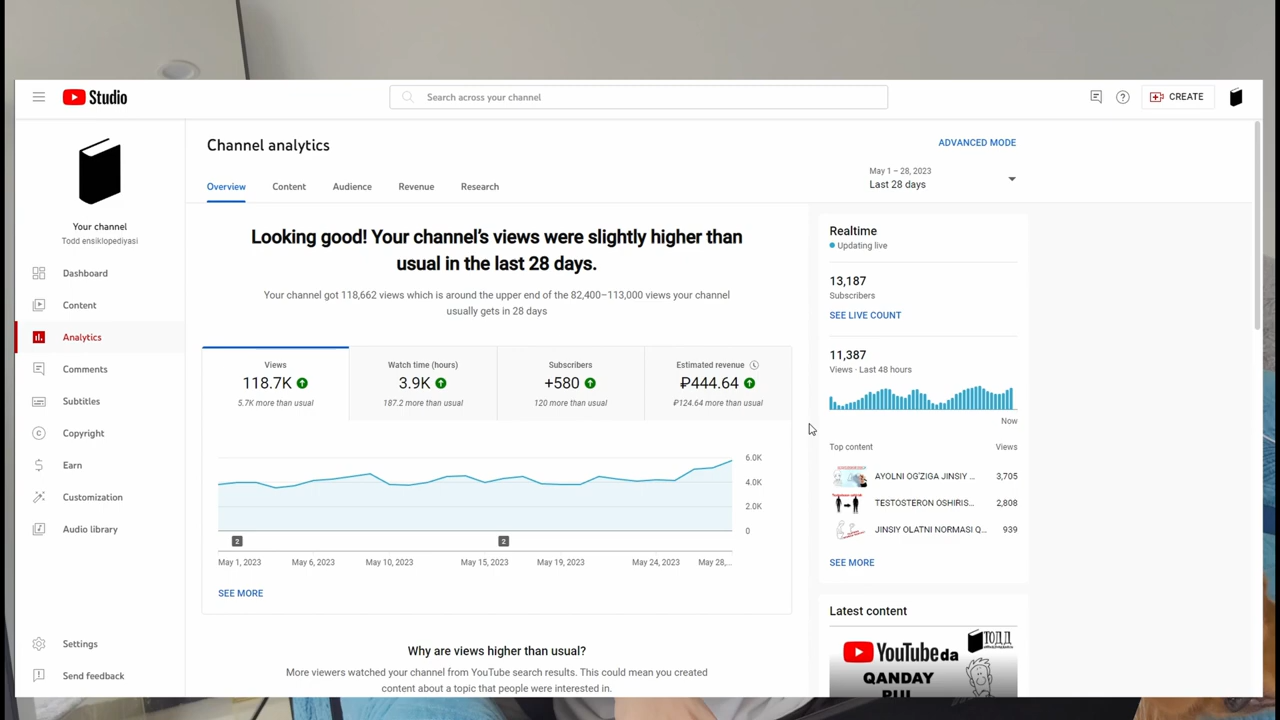 Studio
Search across your channel
CREATE
Your channel
Todd ensiklopediyasi
Dashboard
Content
Analytics
Comments
Subtitles
Copyright
Earn
Customization
Audio library
Settings
Send feedback
Channel analytics
ADVANCED MODE
May 1 – 28, 2023
Last 28 days
Overview
Content
Audience
Revenue
Research
Looking good! Your channel's views were slightly higher than
usual in the last 28 days.
Your channel got 118,662 views which is around the upper end of the 82,400–113,000 views your channel
usually gets in 28 days
Views
118.7K
5.7K more than usual
Watch time (hours)
3.9K
187.2 more than usual
Subscribers
+580
120 more than usual
Estimated revenue
₽444.64
₽124.64 more than usual
6.0K
4.0K
2.0K
0
2
2
May 1, 2023
May 6, 2023
May 10, 2023
May 15, 2023
May 19, 2023
May 24, 2023
May 28,...
SEE MORE
Why are views higher than usual?
More viewers watched your channel from YouTube search results. This could mean you created
content about a topic that people were interested in.
Realtime
Updating live
13,187
Subscribers
SEE LIVE COUNT
11,387
Views · Last 48 hours
Now
Top content
Views
AYOLNI OG'ZIGA JINSIY ...
3,705
TESTOSTERON OSHIRIS...
2,808
JINSIY OLATNI NORMASI Q...
939
SEE MORE
Latest content
YouTubeda
ТОДД
QANDAY
PUL